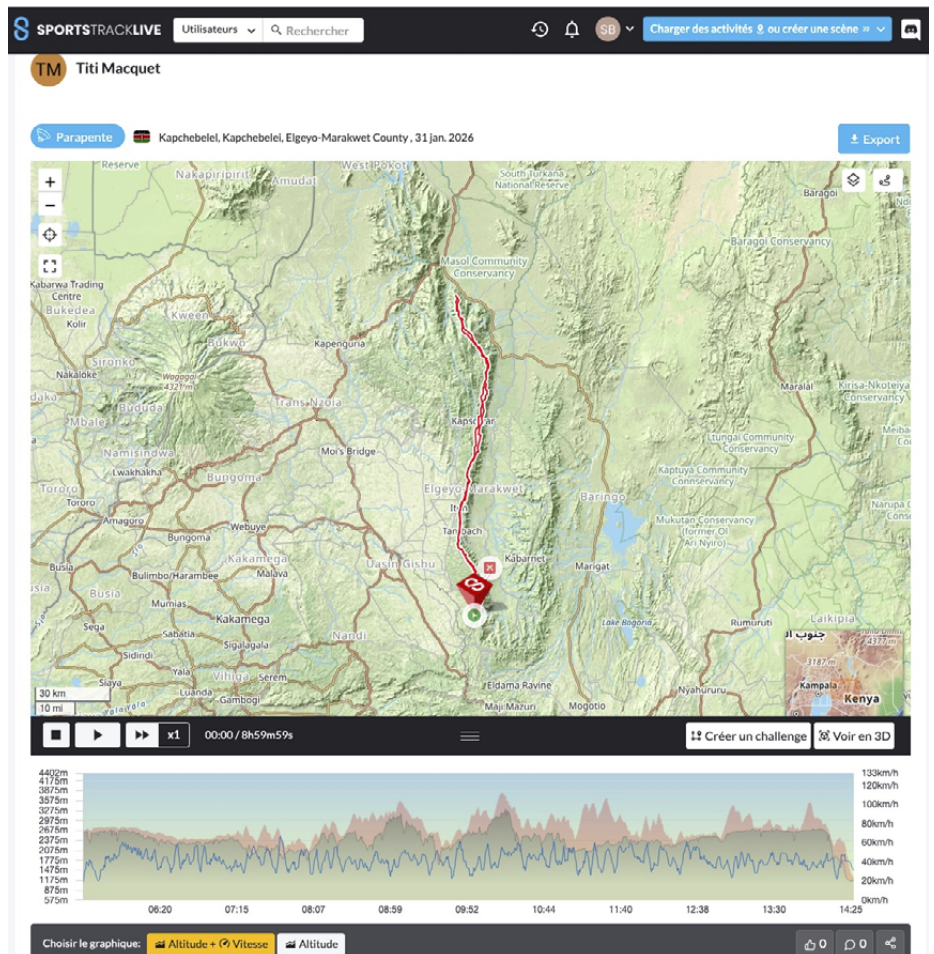 SPORTSTRACKLIVE
Utilisateurs
Rechercher
SB
Charger des activités ou créer une scène »
TM
Titi Macquet
Parapente
Kapchebelel, Kapchebelei, Elgeyo-Marakwet County , 31 jan. 2026
Export
Reserve
Nakapiripirit
Amudat
West Pokot
South Turkana
National Reserve
Baragoi
Baragoi Conservancy
Masol Community
Conservancy
Kabarwa Trading
Centre
Bukedea
Kolir
Kween
Bukwo
Kapenguria
Sironko
Nakaloke
Wagagai
4321 m
Bududa
Mbale
Trans Nzoia
Maralal
Kirisa-Nkoteiya
Conservancy
Namisindwa
Lwakhakha
Moi's Bridge
Ltungai Community
Conservancy
Bungoma
Elgeyo Marakwet
Kaptuya Community
Connservancy
Tororo
Tororo
Amagoro
Bungoma
Webuye
Baringo
Mukutan Conservancy
(former Ol
Ari Nyiro)
Busia
Bulimbo/Harambee
Kakamega
Malava
Uasin Gishu
Kabarnet
Marigat
Busia
Mumias
Kakamega
Sega
Sabatia
Sigalagala
Nandi
Lake Bogoria
Rumuruti
Laikipia
Sidindi
Yala
Vihiga
Serem
Siaya
Luanda
Gambogi
Eldama Ravine
Maji Mazuri
Mogotio
Nyahururu
3187 m
4377 m
Kampala
Kenya
30 km
10 mi
x1
00:00 / 8h59m59s
Créer un challenge
Voir en 3D
4402m
4175m
3875m
3575m
3275m
2975m
2675m
2375m
2075m
1775m
1475m
1175m
875m
575m
133km/h
120km/h
100km/h
80km/h
60km/h
40km/h
20km/h
0km/h
06:20 07:15 08:07 08:59 09:52 10:44 11:40 12:38 13:30 14:25
Choisir le graphique:
Altitude + Vitesse
Altitude
0
0